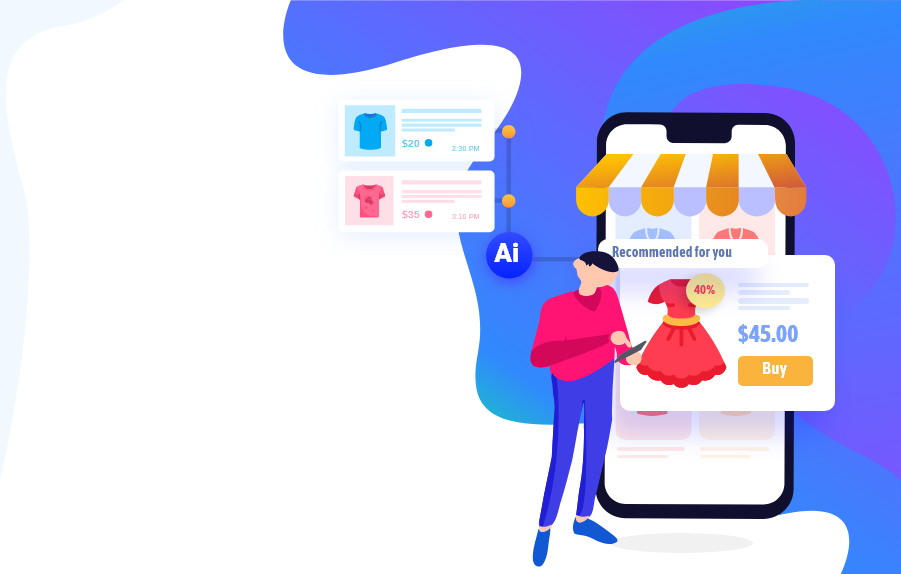 $20
2:30 PM
$35
3:10 PM
Ai
Recommended for you
40%
$45.00
Buy